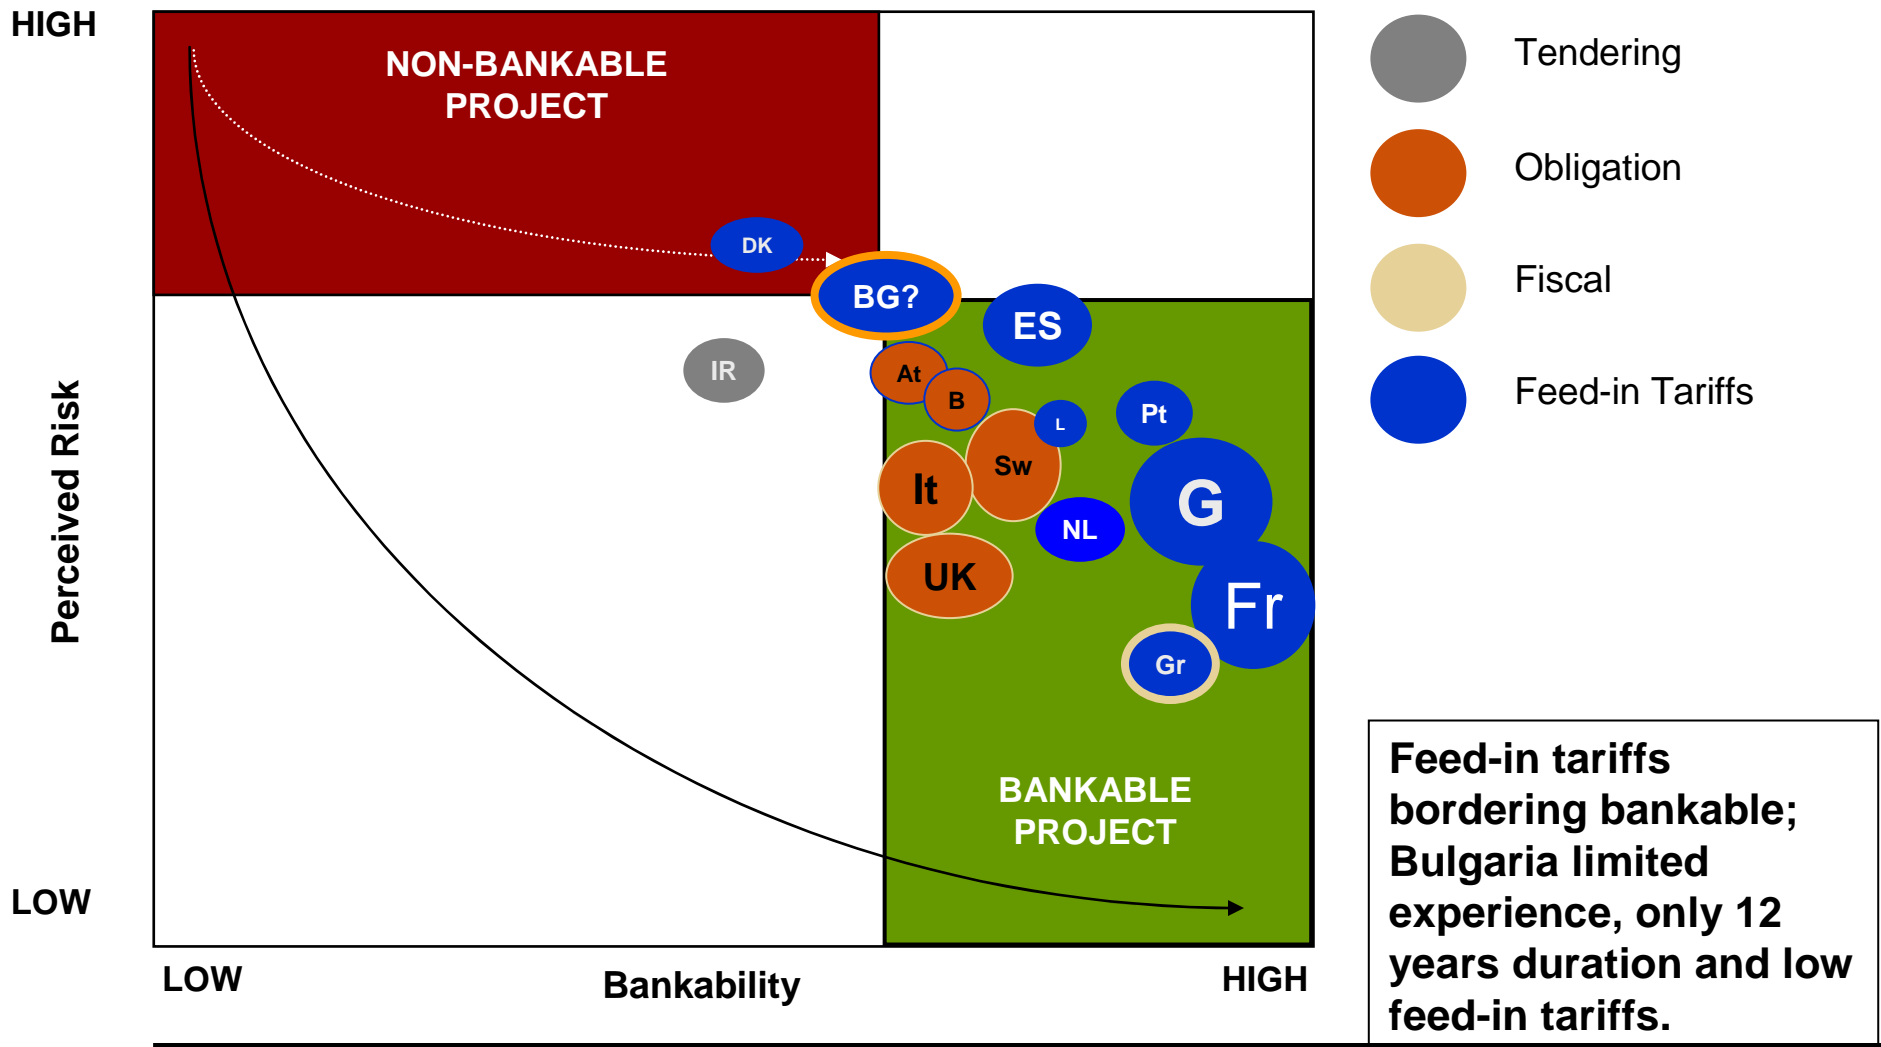 HIGH
NON-BANKABLE
PROJECT
Tendering
Obligation
Fiscal
Feed-in Tariffs
DK
BG?
ES
IR
At
B
L
Pt
Sw
It
G
NL
UK
Fr
Gr
Perceived Risk
BANKABLE
PROJECT
LOW
LOW
Bankability
HIGH
Feed-in tariffs
bordering bankable;
Bulgaria limited
experience, only 12
years duration and low
feed-in tariffs.